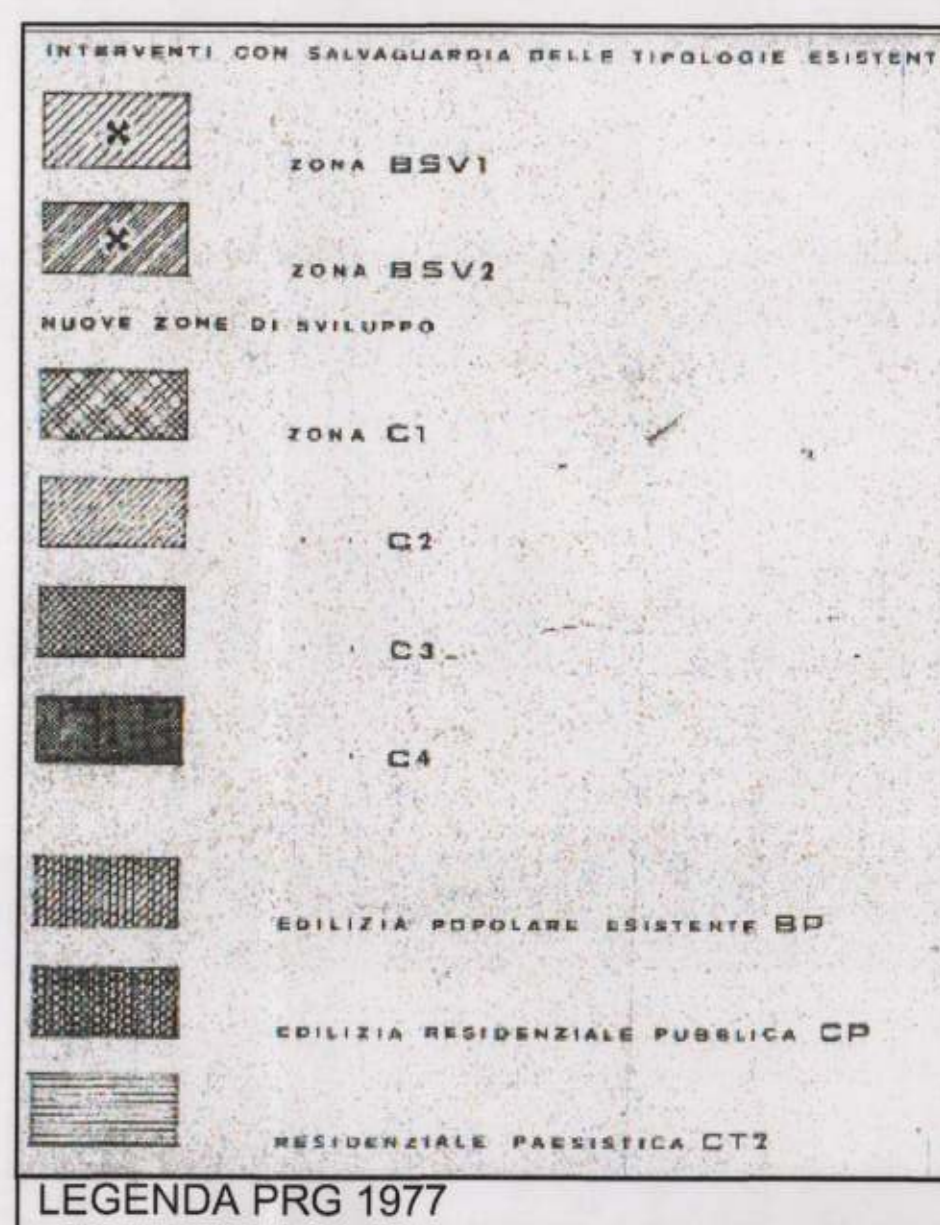 INTERVENTI CON SALVAGUARDIA DELLE TIPOLOGIE ESISTENT
ZONA BSV1
ZONA BSV2
NUOVE ZONE DI SVILUPPO
ZONA C1
" " C2
" " C3
" " C4
EDILIZIA POPOLARE ESISTENTE BP
EDILIZIA RESIDENZIALE PUBBLICA CP
RESIDENZIALE PAESISTICA CT2
LEGENDA PRG 1977